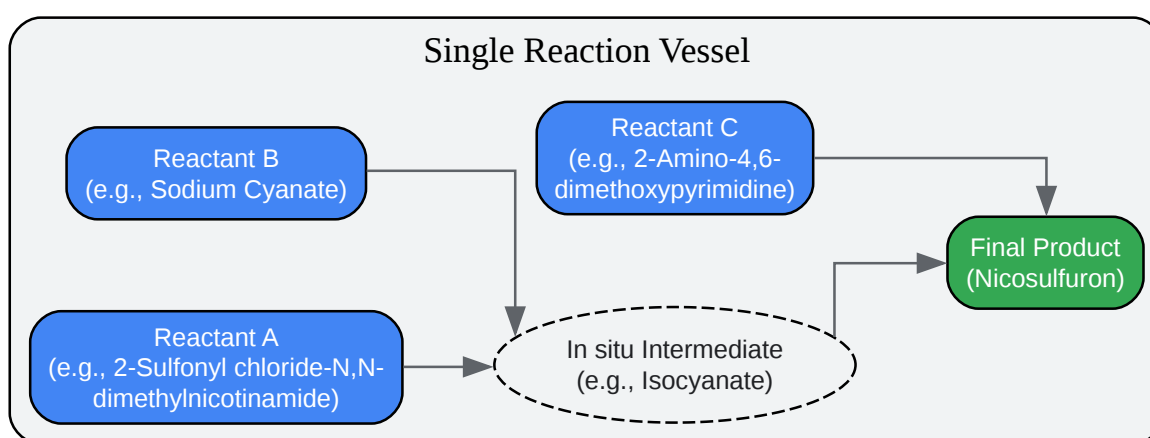 Single Reaction Vessel
Reactant B
(e.g., Sodium Cyanate)
Reactant C
(e.g., 2-Amino-4,6-
dimethoxypyrimidine)
Final Product
(Nicosulfuron)
Reactant A
(e.g., 2-Sulfonyl chloride-N,N-
dimethylnicotinamide)
In situ Intermediate
(e.g., Isocyanate)